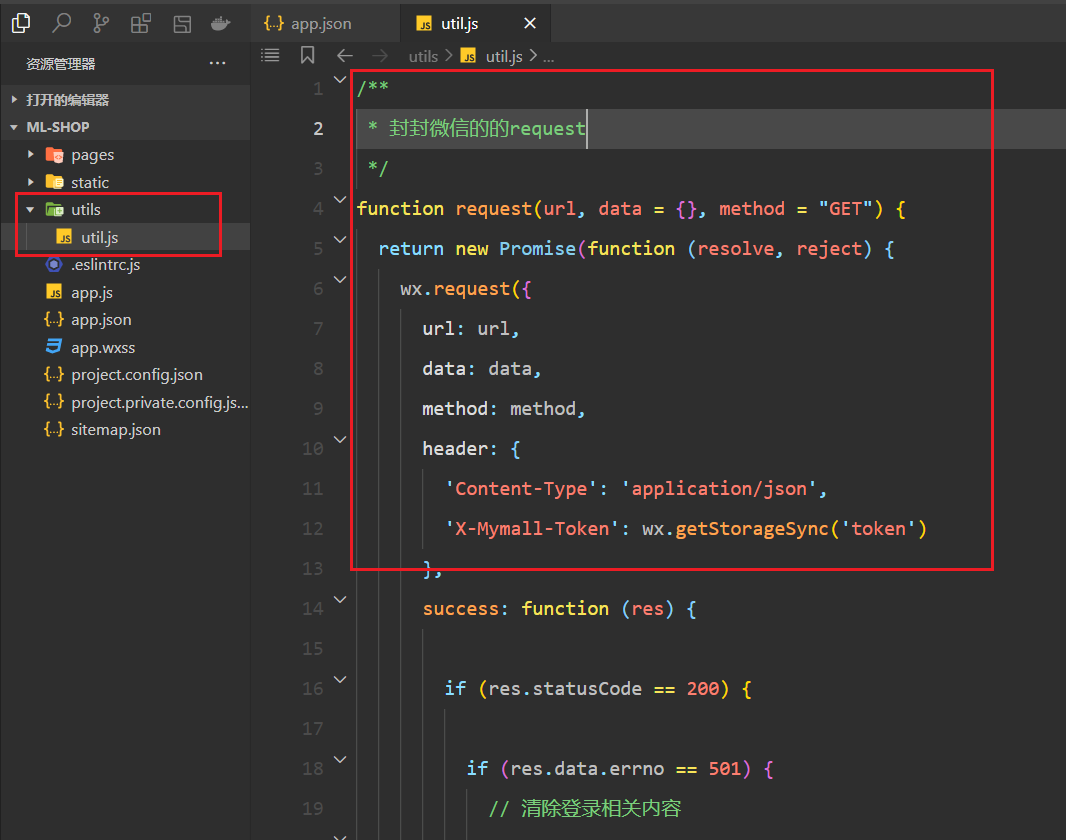 app.json
util.js
资源管理器
utils > util.js > ...
打开的编辑器
ML-SHOP
pages
static
utils
util.js
.eslintrc.js
app.js
app.json
app.wxss
project.config.json
project.private.config.js...
sitemap.json
1 /**
2 * 封封微信的的request
3 */
4 function request(url, data = {}, method = "GET") {
5 return new Promise(function (resolve, reject) {
6 wx.request({
7 url: url,
8 data: data,
9 method: method,
10 header: {
11 'Content-Type': 'application/json',
12 'X-Mymall-Token': wx.getStorageSync('token')
13 },
14 success: function (res) {
15
16 if (res.statusCode == 200) {
17
18 if (res.data.errno == 501) {
19 // 清除登录相关内容